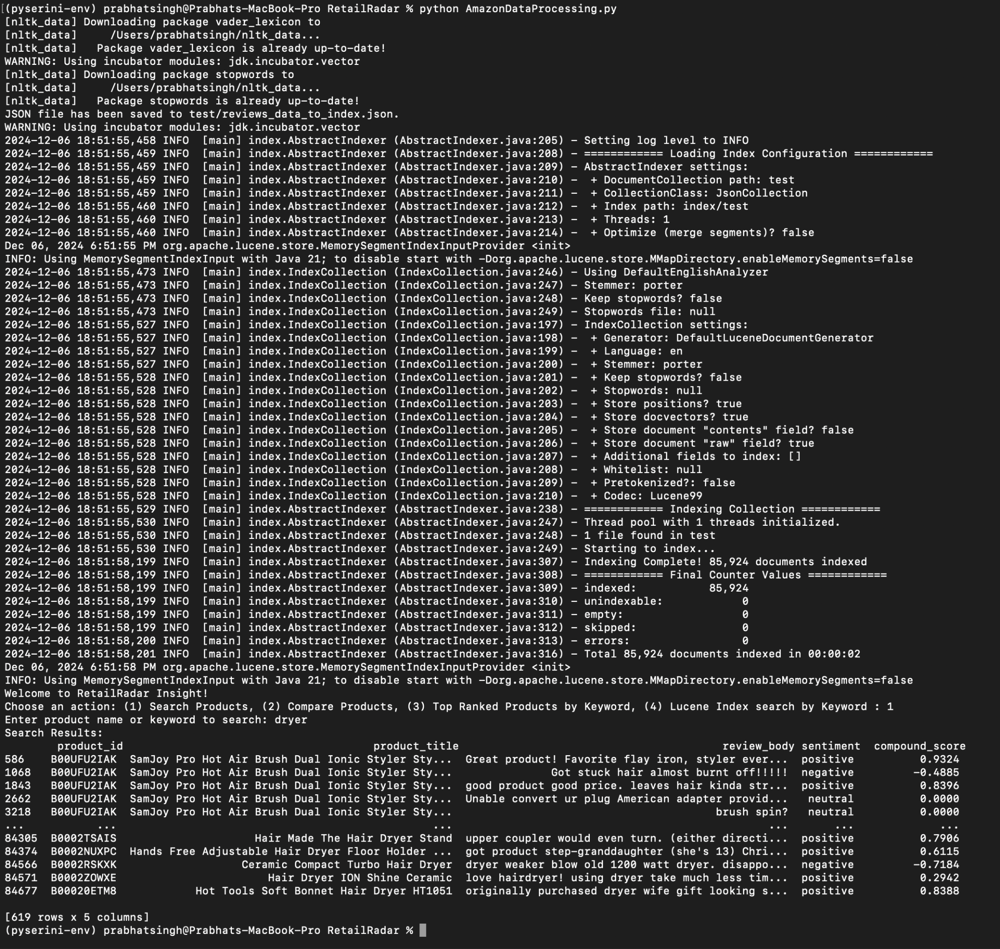 [(pyserini-env) prabhatsingh@Prabhats-MacBook-Pro RetailRadar % python AmazonDataProcessing.py
[nltk_data] Downloading package vader_lexicon to
[nltk_data]     /Users/prabhatsingh/nltk_data...
[nltk_data]   Package vader_lexicon is already up-to-date!
WARNING: Using incubator modules: jdk.incubator.vector
[nltk_data] Downloading package stopwords to
[nltk_data]     /Users/prabhatsingh/nltk_data...
[nltk_data]   Package stopwords is already up-to-date!
JSON file has been saved to test/reviews_data_to_index.json.
WARNING: Using incubator modules: jdk.incubator.vector
2024-12-06 18:51:55,458 INFO  [main] index.AbstractIndexer (AbstractIndexer.java:205) - Setting log level to INFO
2024-12-06 18:51:55,459 INFO  [main] index.AbstractIndexer (AbstractIndexer.java:208) - ============ Loading Index Configuration ============
2024-12-06 18:51:55,459 INFO  [main] index.AbstractIndexer (AbstractIndexer.java:209) - AbstractIndexer settings:
2024-12-06 18:51:55,459 INFO  [main] index.AbstractIndexer (AbstractIndexer.java:210) -  + DocumentCollection path: test
2024-12-06 18:51:55,459 INFO  [main] index.AbstractIndexer (AbstractIndexer.java:211) -  + CollectionClass: JsonCollection
2024-12-06 18:51:55,460 INFO  [main] index.AbstractIndexer (AbstractIndexer.java:212) -  + Index path: index/test
2024-12-06 18:51:55,460 INFO  [main] index.AbstractIndexer (AbstractIndexer.java:213) -  + Threads: 1
2024-12-06 18:51:55,460 INFO  [main] index.AbstractIndexer (AbstractIndexer.java:214) -  + Optimize (merge segments)? false
Dec 06, 2024 6:51:55 PM org.apache.lucene.store.MemorySegmentIndexInputProvider <init>
INFO: Using MemorySegmentIndexInput with Java 21; to disable start with -Dorg.apache.lucene.store.MMapDirectory.enableMemorySegments=false
2024-12-06 18:51:55,473 INFO  [main] index.IndexCollection (IndexCollection.java:246) - Using DefaultEnglishAnalyzer
2024-12-06 18:51:55,473 INFO  [main] index.IndexCollection (IndexCollection.java:247) - Stemmer: porter
2024-12-06 18:51:55,473 INFO  [main] index.IndexCollection (IndexCollection.java:248) - Keep stopwords? false
2024-12-06 18:51:55,473 INFO  [main] index.IndexCollection (IndexCollection.java:249) - Stopwords file: null
2024-12-06 18:51:55,527 INFO  [main] index.IndexCollection (IndexCollection.java:197) - IndexCollection settings:
2024-12-06 18:51:55,527 INFO  [main] index.IndexCollection (IndexCollection.java:198) -  + Generator: DefaultLuceneDocumentGenerator
2024-12-06 18:51:55,527 INFO  [main] index.IndexCollection (IndexCollection.java:199) -  + Language: en
2024-12-06 18:51:55,527 INFO  [main] index.IndexCollection (IndexCollection.java:200) -  + Stemmer: porter
2024-12-06 18:51:55,528 INFO  [main] index.IndexCollection (IndexCollection.java:201) -  + Keep stopwords? false
2024-12-06 18:51:55,528 INFO  [main] index.IndexCollection (IndexCollection.java:202) -  + Stopwords: null
2024-12-06 18:51:55,528 INFO  [main] index.IndexCollection (IndexCollection.java:203) -  + Store positions? true
2024-12-06 18:51:55,528 INFO  [main] index.IndexCollection (IndexCollection.java:204) -  + Store docvectors? true
2024-12-06 18:51:55,528 INFO  [main] index.IndexCollection (IndexCollection.java:205) -  + Store document "contents" field? false
2024-12-06 18:51:55,528 INFO  [main] index.IndexCollection (IndexCollection.java:206) -  + Store document "raw" field? true
2024-12-06 18:51:55,528 INFO  [main] index.IndexCollection (IndexCollection.java:207) -  + Additional fields to index: []
2024-12-06 18:51:55,528 INFO  [main] index.IndexCollection (IndexCollection.java:208) -  + Whitelist: null
2024-12-06 18:51:55,528 INFO  [main] index.IndexCollection (IndexCollection.java:209) -  + Pretokenized?: false
2024-12-06 18:51:55,528 INFO  [main] index.IndexCollection (IndexCollection.java:210) -  + Codec: Lucene99
2024-12-06 18:51:55,529 INFO  [main] index.AbstractIndexer (AbstractIndexer.java:238) - ============ Indexing Collection ============
2024-12-06 18:51:55,530 INFO  [main] index.AbstractIndexer (AbstractIndexer.java:247) - Thread pool with 1 threads initialized.
2024-12-06 18:51:55,530 INFO  [main] index.AbstractIndexer (AbstractIndexer.java:248) - 1 file found in test
2024-12-06 18:51:55,530 INFO  [main] index.AbstractIndexer (AbstractIndexer.java:249) - Starting to index...
2024-12-06 18:51:58,199 INFO  [main] index.AbstractIndexer (AbstractIndexer.java:307) - Indexing Complete! 85,924 documents indexed
2024-12-06 18:51:58,199 INFO  [main] index.AbstractIndexer (AbstractIndexer.java:308) - ============ Final Counter Values ============
2024-12-06 18:51:58,199 INFO  [main] index.AbstractIndexer (AbstractIndexer.java:309) - indexed:           85,924
2024-12-06 18:51:58,199 INFO  [main] index.AbstractIndexer (AbstractIndexer.java:310) - unindexable:            0
2024-12-06 18:51:58,199 INFO  [main] index.AbstractIndexer (AbstractIndexer.java:311) - empty:                  0
2024-12-06 18:51:58,199 INFO  [main] index.AbstractIndexer (AbstractIndexer.java:312) - skipped:                0
2024-12-06 18:51:58,200 INFO  [main] index.AbstractIndexer (AbstractIndexer.java:313) - errors:                 0
2024-12-06 18:51:58,201 INFO  [main] index.AbstractIndexer (AbstractIndexer.java:316) - Total 85,924 documents indexed in 00:00:02
Dec 06, 2024 6:51:58 PM org.apache.lucene.store.MemorySegmentIndexInputProvider <init>
INFO: Using MemorySegmentIndexInput with Java 21; to disable start with -Dorg.apache.lucene.store.MMapDirectory.enableMemorySegments=false
Welcome to RetailRadar Insight!
Choose an action: (1) Search Products, (2) Compare Products, (3) Top Ranked Products by Keyword, (4) Lucene Index search by Keyword : 1
Enter product name or keyword to search: dryer
Search Results:
product_id product_title review_body sentiment compound_score
586 B00UFU2IAK SamJoy Pro Hot Air Brush Dual Ionic Styler Sty... Great product! Favorite flay iron, styler ever... positive 0.9324
1068 B00UFU2IAK SamJoy Pro Hot Air Brush Dual Ionic Styler Sty... Got stuck hair almost burnt off!!!!! negative -0.4885
1843 B00UFU2IAK SamJoy Pro Hot Air Brush Dual Ionic Styler Sty... good product good price. leaves hair kinda str... positive 0.8396
2662 B00UFU2IAK SamJoy Pro Hot Air Brush Dual Ionic Styler Sty... Unable convert ur plug American adapter provid... neutral 0.0000
3218 B00UFU2IAK SamJoy Pro Hot Air Brush Dual Ionic Styler Sty... brush spin? neutral 0.0000
... ... ... ... ... ...
84305 B0002TSAIS Hair Made The Hair Dryer Stand upper coupler would even turn. (either directi... positive 0.7906
84374 B0002NUXPC Hands Free Adjustable Hair Dryer Floor Holder ... got product step-granddaughter (she's 13) Chri... positive 0.6115
84566 B0002RSKXK Ceramic Compact Turbo Hair Dryer dryer weaker blow old 1200 watt dryer. disappo... negative -0.7184
84571 B0002ZOWXE Hair Dryer ION Shine Ceramic love hairdryer! using dryer take much less tim... positive 0.2942
84677 B00020ETM8 Hot Tools Soft Bonnet Hair Dryer HT1051 originally purchased dryer wife gift looking s... positive 0.8388
[619 rows x 5 columns]
(pyserini-env) prabhatsingh@Prabhats-MacBook-Pro RetailRadar %